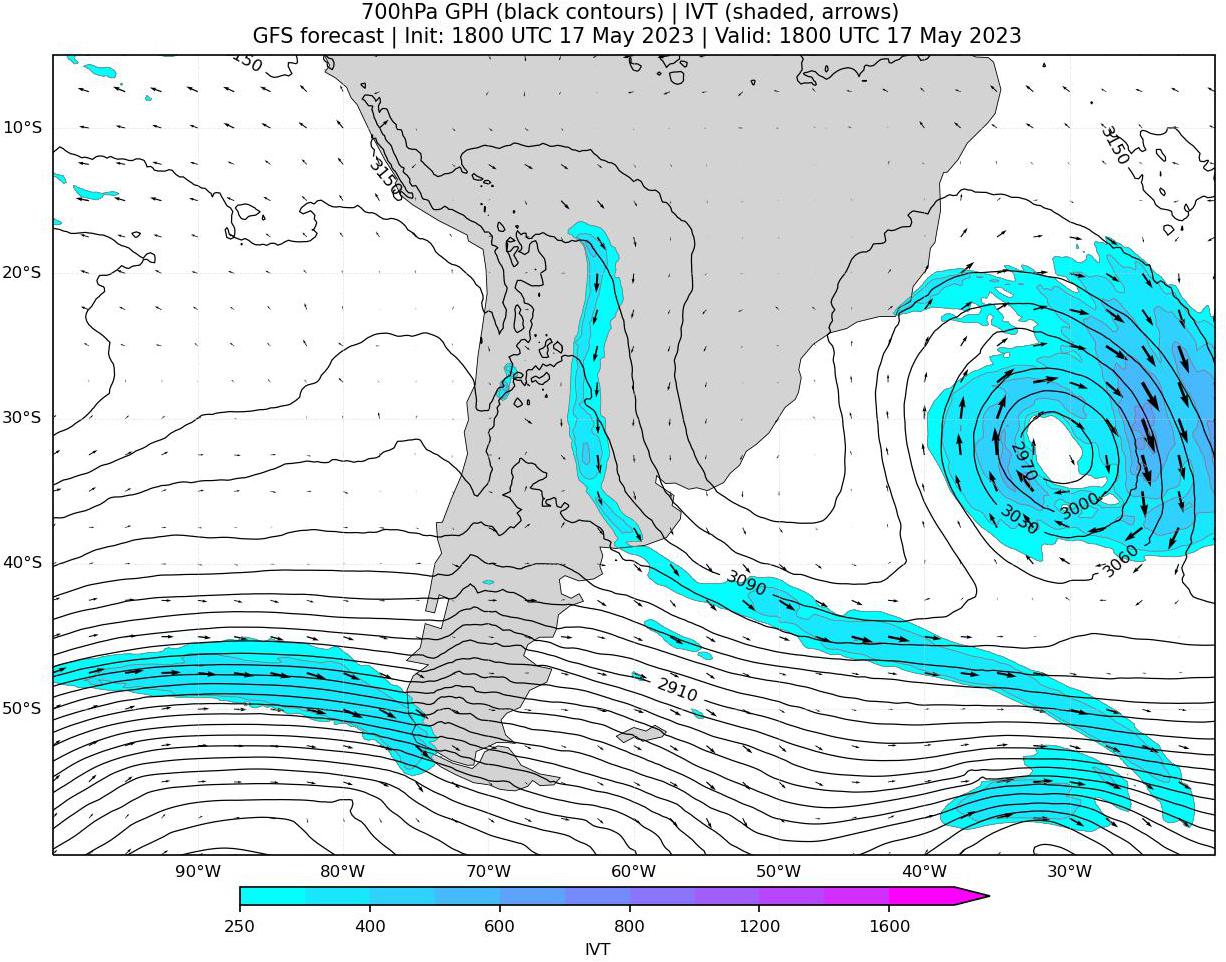 700hPa GPH (black contours) | IVT (shaded, arrows)
GFS forecast | Init: 1800 UTC 17 May 2023 | Valid: 1800 UTC 17 May 2023
150
10°S
3150
3150
20°S
30°S
2970
3000
3030
3060
40°S
3090
2910
50°S
90°W 80°W 70°W 60°W 50°W 40°W 30°W
250 400 600 800 1200 1600
IVT